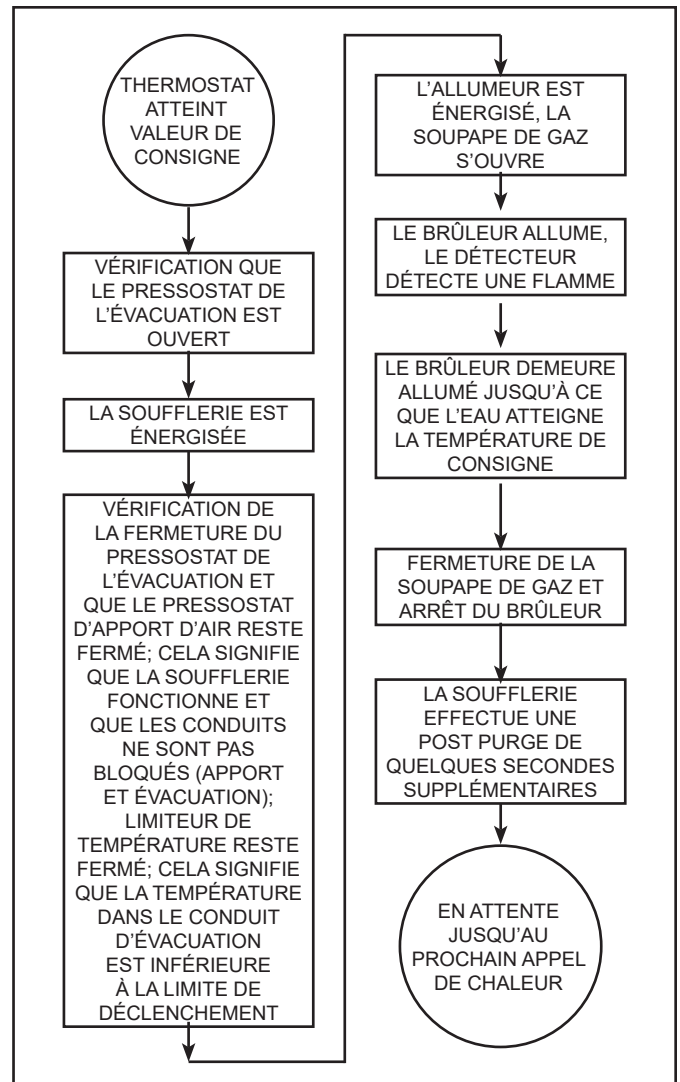 THERMOSTAT
ATTEINT
VALEUR DE
CONSIGNE
VÉRIFICATION QUE
LE PRESSOSTAT DE
L’ÉVACUATION EST
OUVERT
LA SOUFFLERIE EST
ÉNERGISÉE
VÉRIFICATION DE
LA FERMETURE DU
PRESSOSTAT DE
L’ÉVACUATION ET
QUE LE PRESSOSTAT
D’APPORT D’AIR RESTE
FERMÉ; CELA SIGNIFIE
QUE LA SOUFFLERIE
FONCTIONNE ET
QUE LES CONDUITS
NE SONT PAS
BLOQUÉS (APPORT
ET ÉVACUATION);
LIMITEUR DE
TEMPÉRATURE RESTE
FERMÉ; CELA SIGNIFIE
QUE LA TEMPÉRATURE
DANS LE CONDUIT
D’ÉVACUATION
EST INFÉRIEURE
À LA LIMITE DE
DÉCLENCHEMENT
L’ALLUMEUR EST
ÉNERGISÉ, LA
SOUPAPE DE GAZ
S’OUVRE
LE BRÛLEUR ALLUME,
LE DÉTECTEUR
DÉTECTE UNE FLAMME
LE BRÛLEUR DEMEURE
ALLUMÉ JUSQU’À CE
QUE L’EAU ATTEIGNE
LA TEMPÉRATURE DE
CONSIGNE
FERMETURE DE LA
SOUPAPE DE GAZ ET
ARRÊT DU BRÛLEUR
LA SOUFFLERIE
EFFECTUE UNE
POST PURGE DE
QUELQUES SECONDES
SUPPLÉMENTAIRES
EN ATTENTE
JUSQU’AU
PROCHAIN APPEL
DE CHALEUR